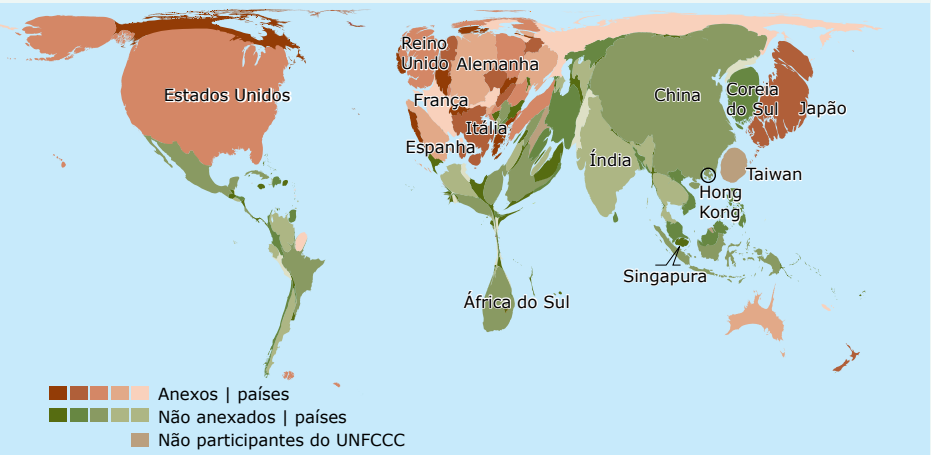 Estados Unidos
Reino
Unido
Alemanha
França
Itália
Espanha
China
Coreia
do Sul
Japão
Índia
Taiwan
Hong
Kong
Singapura
África do Sul
Anexos | países
Não anexados | países
Não participantes do UNFCCC